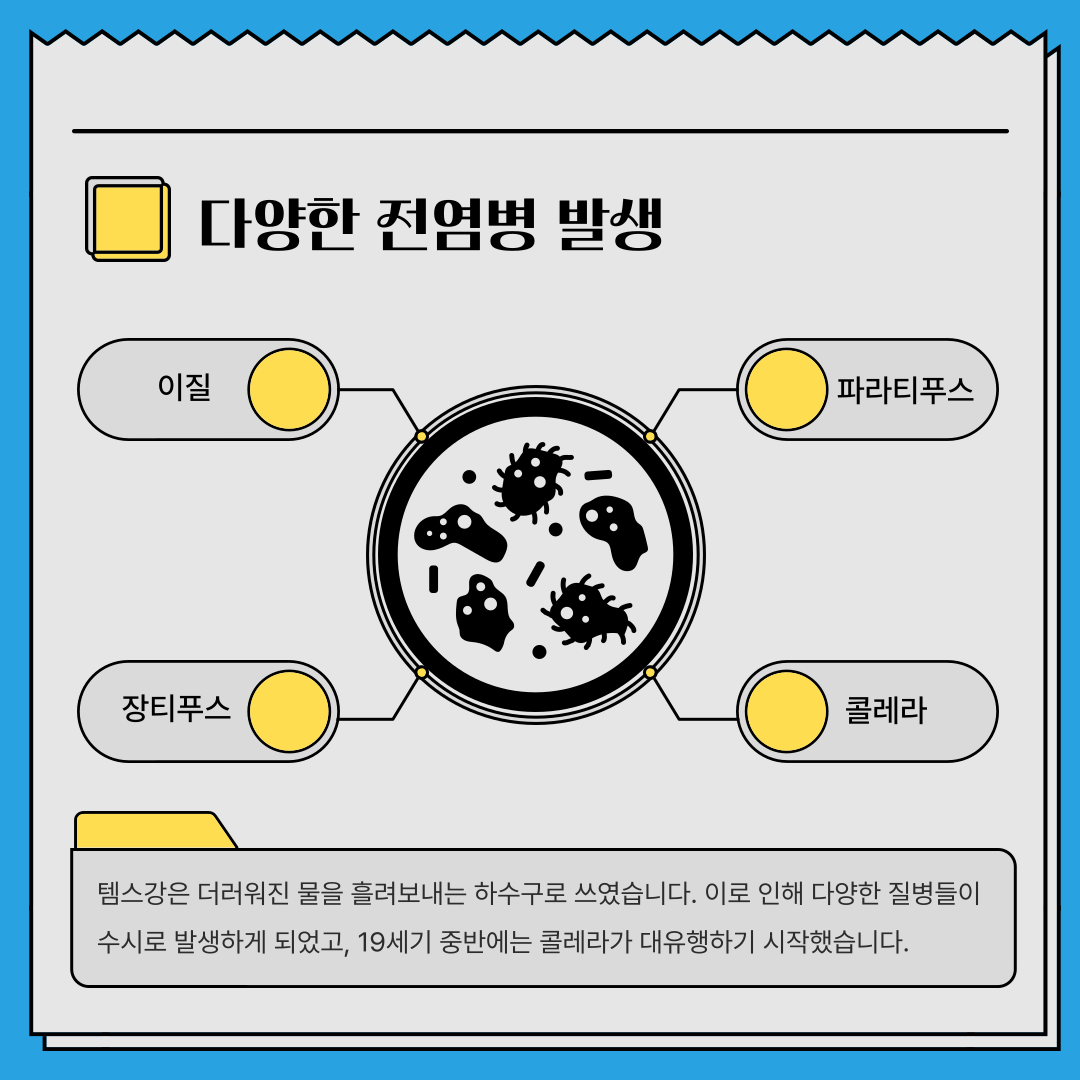 다양한 전염병 발생
이질
파라티푸스
장티푸스
콜레라
템스강은 더러워진 물을 흘려보내는 하수구로 쓰였습니다. 이로 인해 다양한 질병들이
수시로 발생하게 되었고, 19세기 중반에는 콜레라가 대유행하기 시작했습니다.